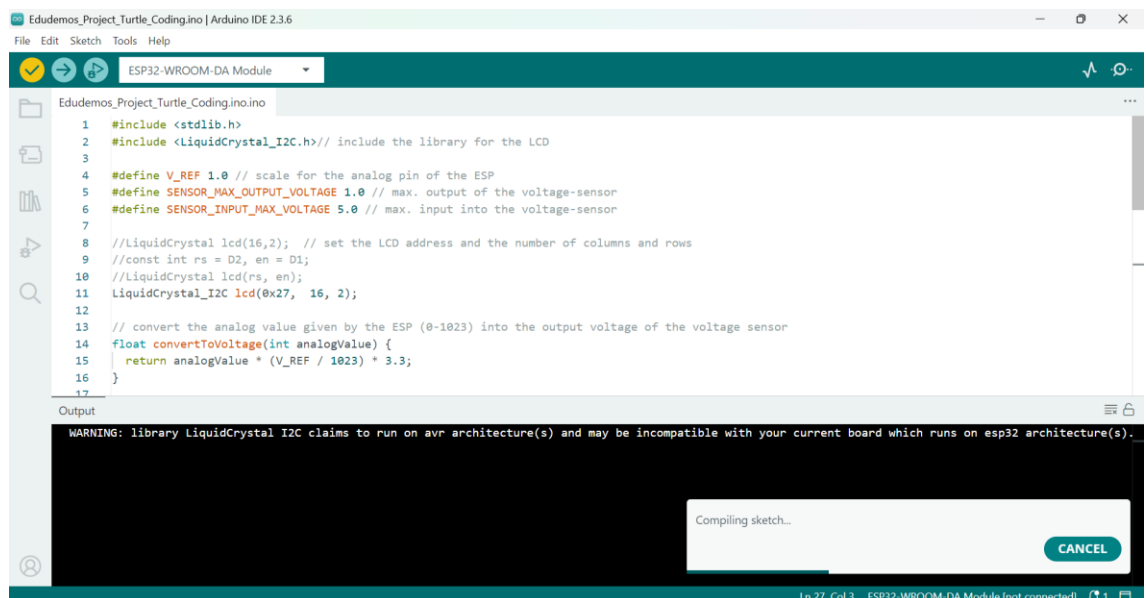 Edudemos_Project_Turtle_Coding.ino | Arduino IDE 2.3.6
File Edit Sketch Tools Help
ESP32-WROOM-DA Module
Edudemos_Project_Turtle_Coding.ino.ino
1 #include <stdlib.h>
2 #include <LiquidCrystal_I2C.h>// include the library for the LCD
3
4 #define V_REF 1.0 // scale for the analog pin of the ESP
5 #define SENSOR_MAX_OUTPUT_VOLTAGE 1.0 // max. output of the voltage-sensor
6 #define SENSOR_INPUT_MAX_VOLTAGE 5.0 // max. input into the voltage-sensor
7
8 //LiquidCrystal lcd(16,2);  // set the LCD address and the number of columns and rows
9 //const int rs = D2, en = D1;
10 //LiquidCrystal lcd(rs, en);
11 LiquidCrystal_I2C lcd(0x27,  16, 2);
12
13 // convert the analog value given by the ESP (0-1023) into the output voltage of the voltage sensor
14 float convertToVoltage(int analogValue) {
15   return analogValue * (V_REF / 1023) * 3.3;
16 }
17
Output
WARNING: library LiquidCrystal I2C claims to run on avr architecture(s) and may be incompatible with your current board which runs on esp32 architecture(s).
Compiling sketch...
CANCEL
Ln 27, Col 3 ESP32-WROOM-DA Module [not connected] 1